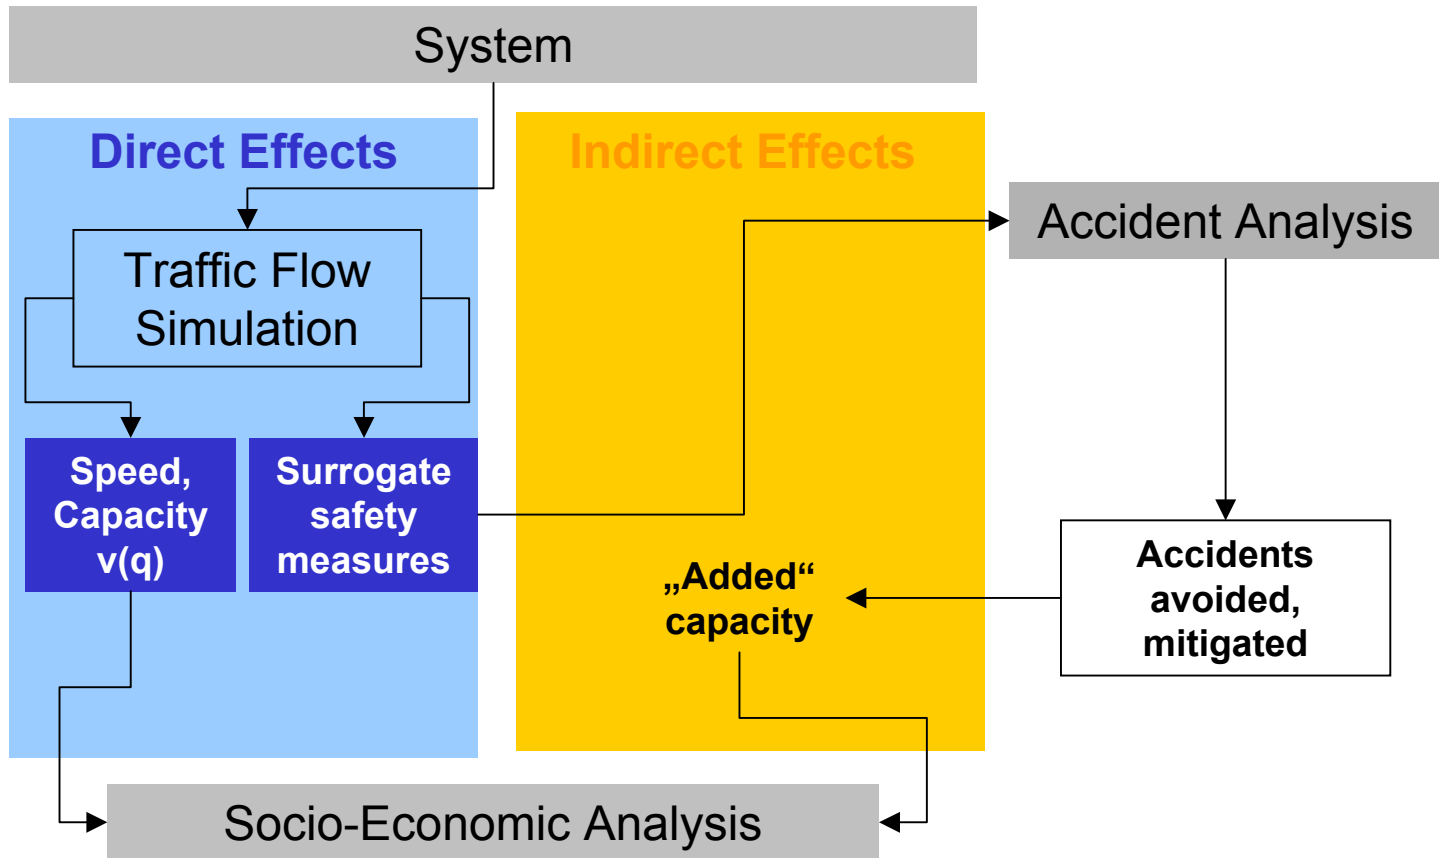 System
Direct Effects
Indirect Effects
Accident Analysis
Traffic Flow
Simulation
Speed,
Capacity
v(q)
Surrogate
safety
measures
„Added“
capacity
Accidents
avoided,
mitigated
Socio-Economic Analysis